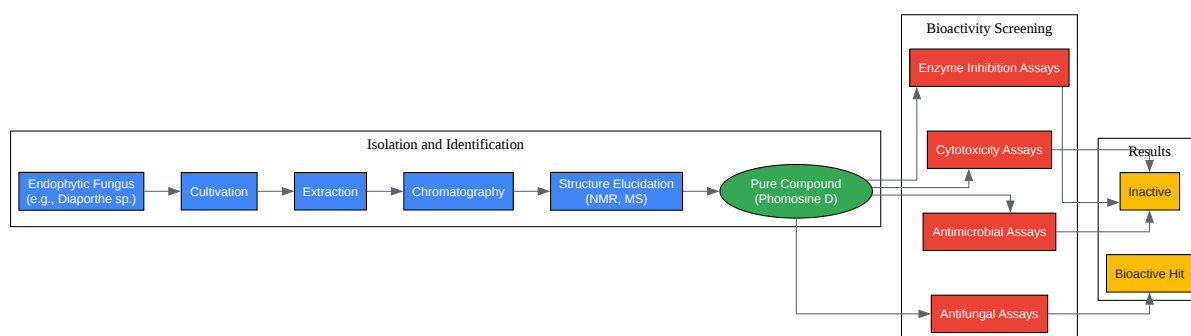 Bioactivity Screening
Enzyme Inhibition Assays
Isolation and Identification
Cytotoxicity Assays
Results
Endophytic Fungus
(e.g., Diaporthe sp.)
Cultivation
Extraction
Chromatography
Structure Elucidation
(NMR, MS)
Pure Compound
(Phomosine D)
Inactive
Antimicrobial Assays
Bioactive Hit
Antifungal Assays